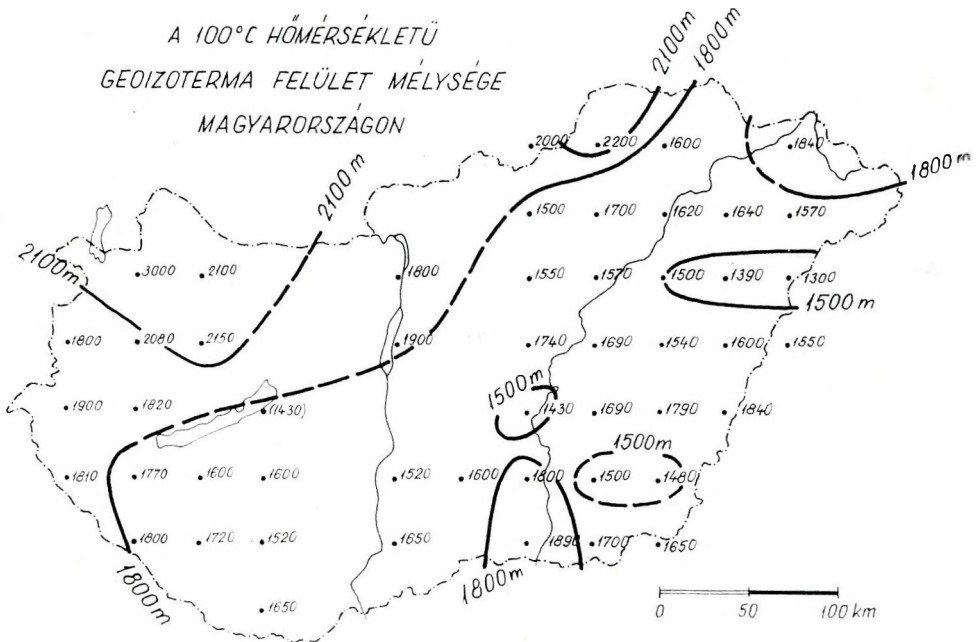 A 100°C HŐMÉRSÉKLETŰ
GEOIZOTERMA FELÜLET MÉLYSÉGE
MAGYARORSZÁGON
2100m 1800m
2000 2200 1600 1840
1800m
2100m
1500 1700 1620 1640 1570
2100m
3000 2100 1800 1550 1570 1500 1390 1300
1500m
1800 2080 2150 1900 1740 1690 1540 1600 1550
1500m
1900 1820 (1430) 1430 1690 1790 1840
1500m
1810 1770 1600 1600 1520 1600 1800 1500 1480
1800 1720 1520 1650 1890 1700 1650
1800m 1800m
1650
0 50 100 km